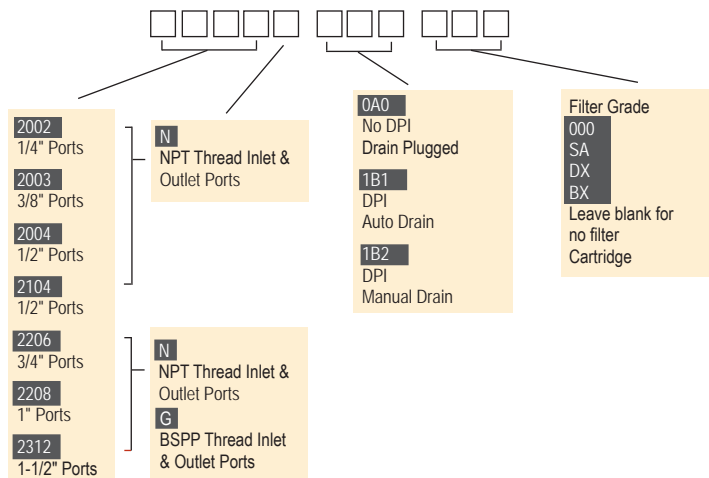 2002
1/4" Ports
2003
3/8" Ports
2004
1/2" Ports
2104
1/2" Ports
2206
3/4" Ports
2208
1" Ports
2312
1-1/2" Ports
N
NPT Thread Inlet &
Outlet Ports
N
NPT Thread Inlet &
Outlet Ports
G
BSPP Thread Inlet
& Outlet Ports
0A0
No DPI
Drain Plugged
1B1
DPI
Auto Drain
1B2
DPI
Manual Drain
Filter Grade
000
SA
DX
BX
Leave blank for
no filter
Cartridge